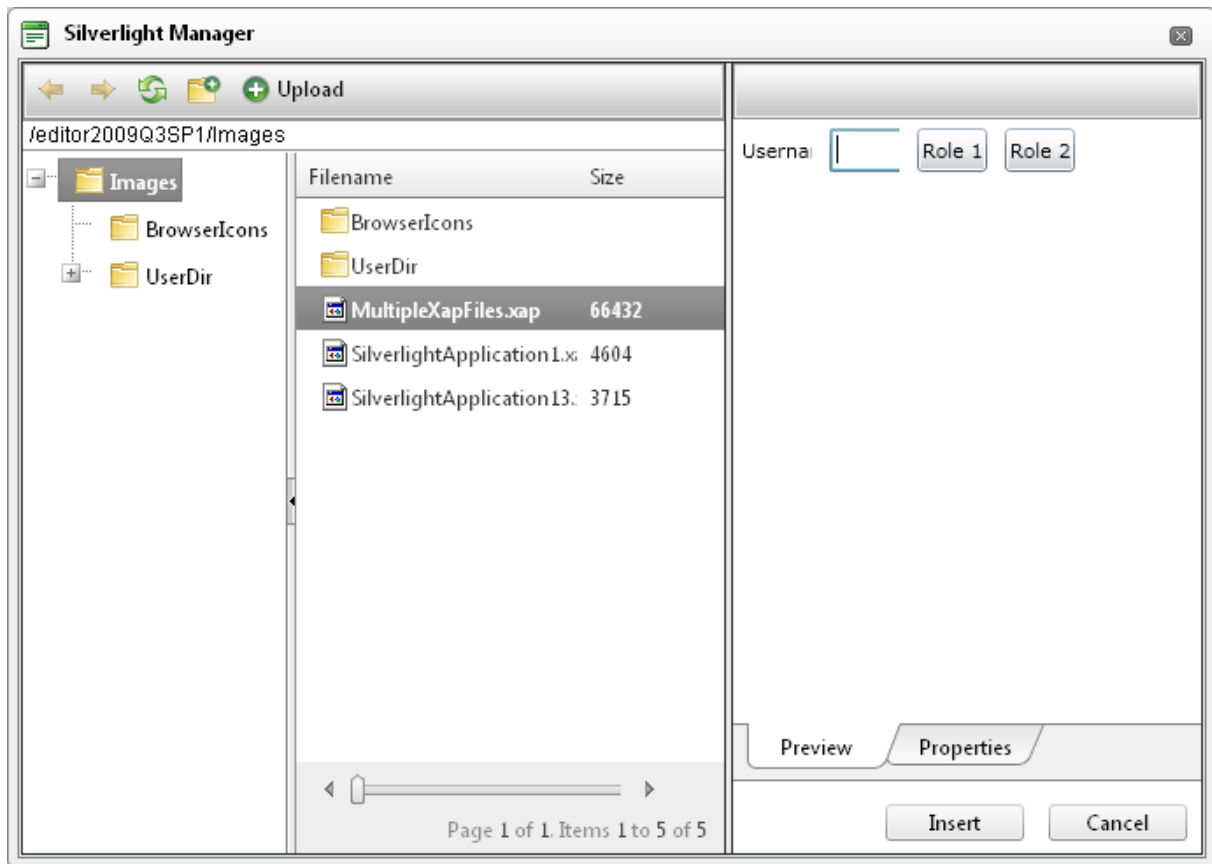 Silverlight Manager
Upload
/editor2009Q3SP1/Images
Images
BrowserIcons
UserDir
Filename Size
BrowserIcons
UserDir
MultipleXapFiles.xap 66432
SilverlightApplication1.x 4604
SilverlightApplication13. 3715
Page 1 of 1. Items 1 to 5 of 5
Userna Role 1 Role 2
Preview Properties
Insert Cancel